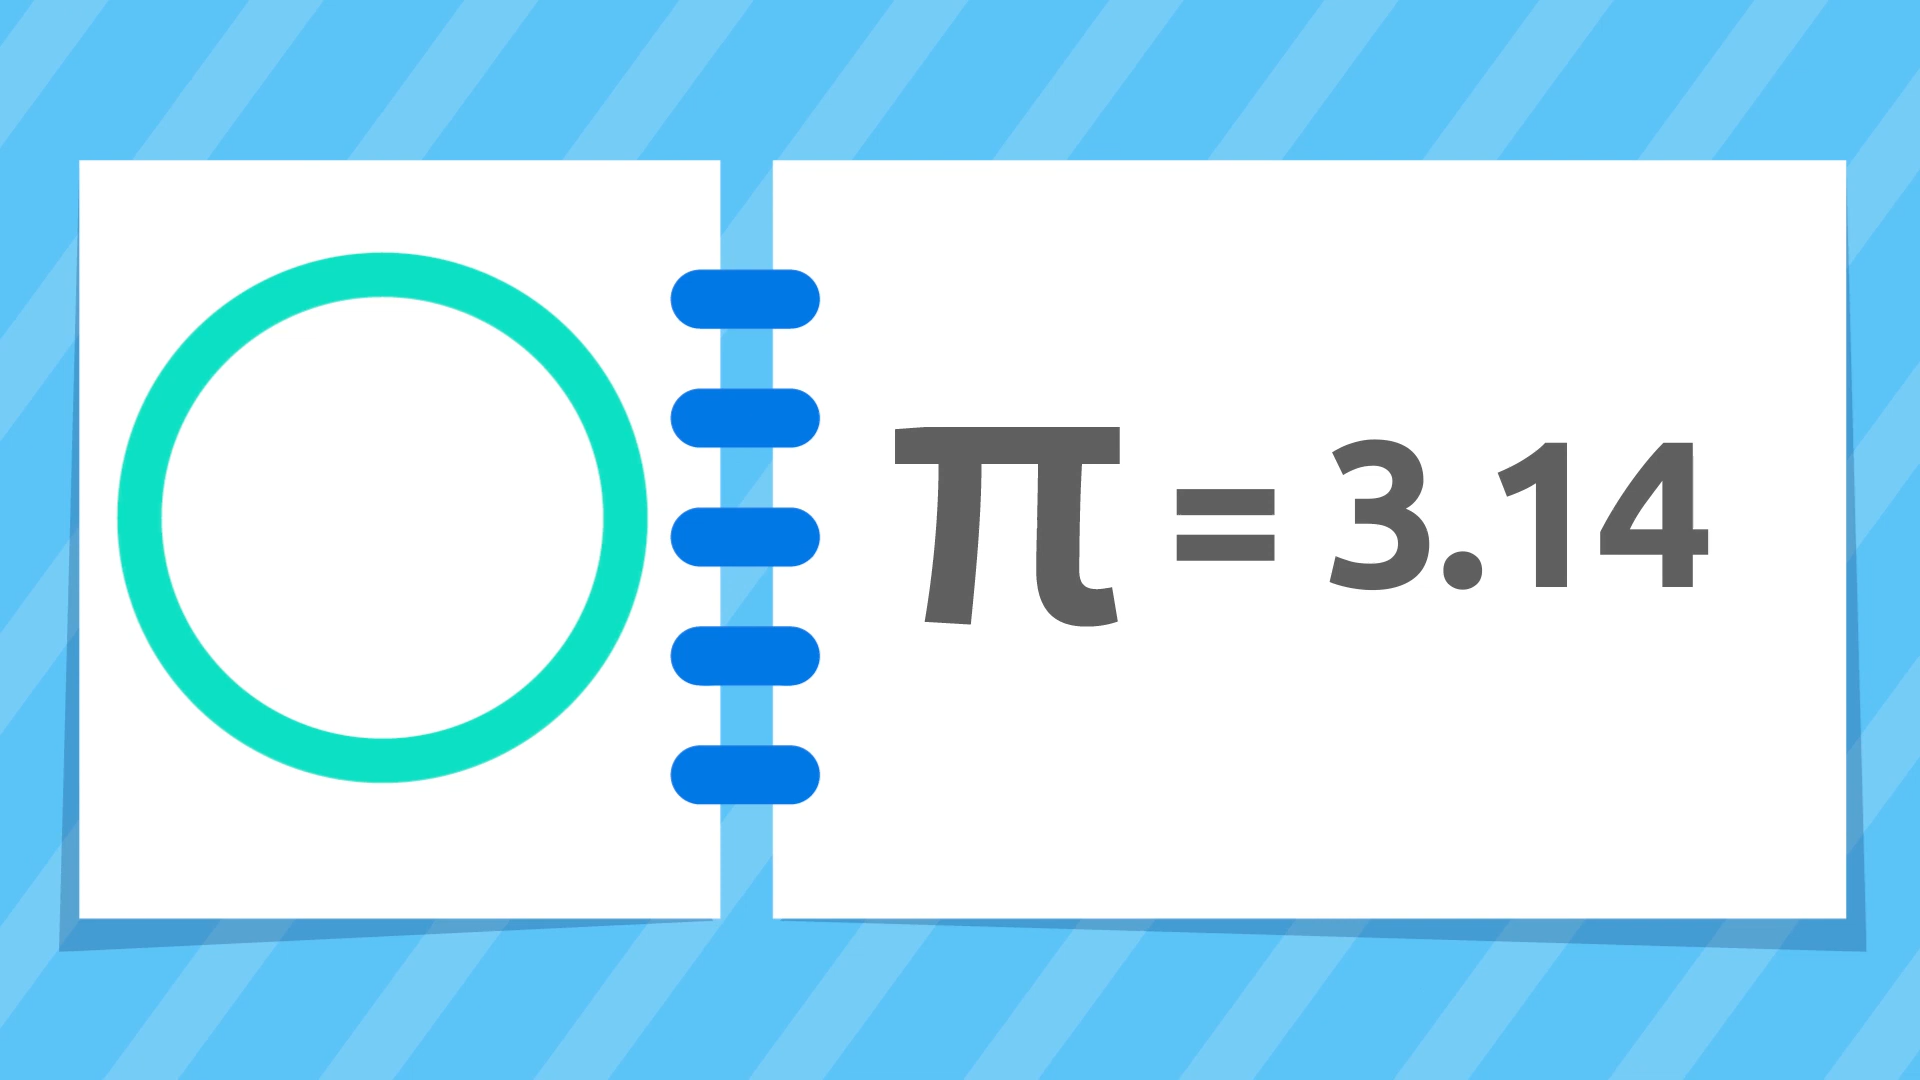 π = 3.14